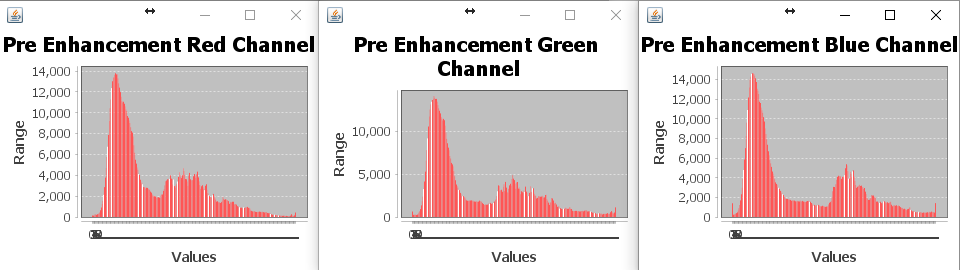 Pre Enhancement Red Channel
14,000
12,000
10,000
8,000
6,000
4,000
2,000
0
Range
Values
Pre Enhancement Green
Channel
10,000
5,000
0
Range
Values
Pre Enhancement Blue Channel
14,000
12,000
10,000
8,000
6,000
4,000
2,000
0
Range
Values